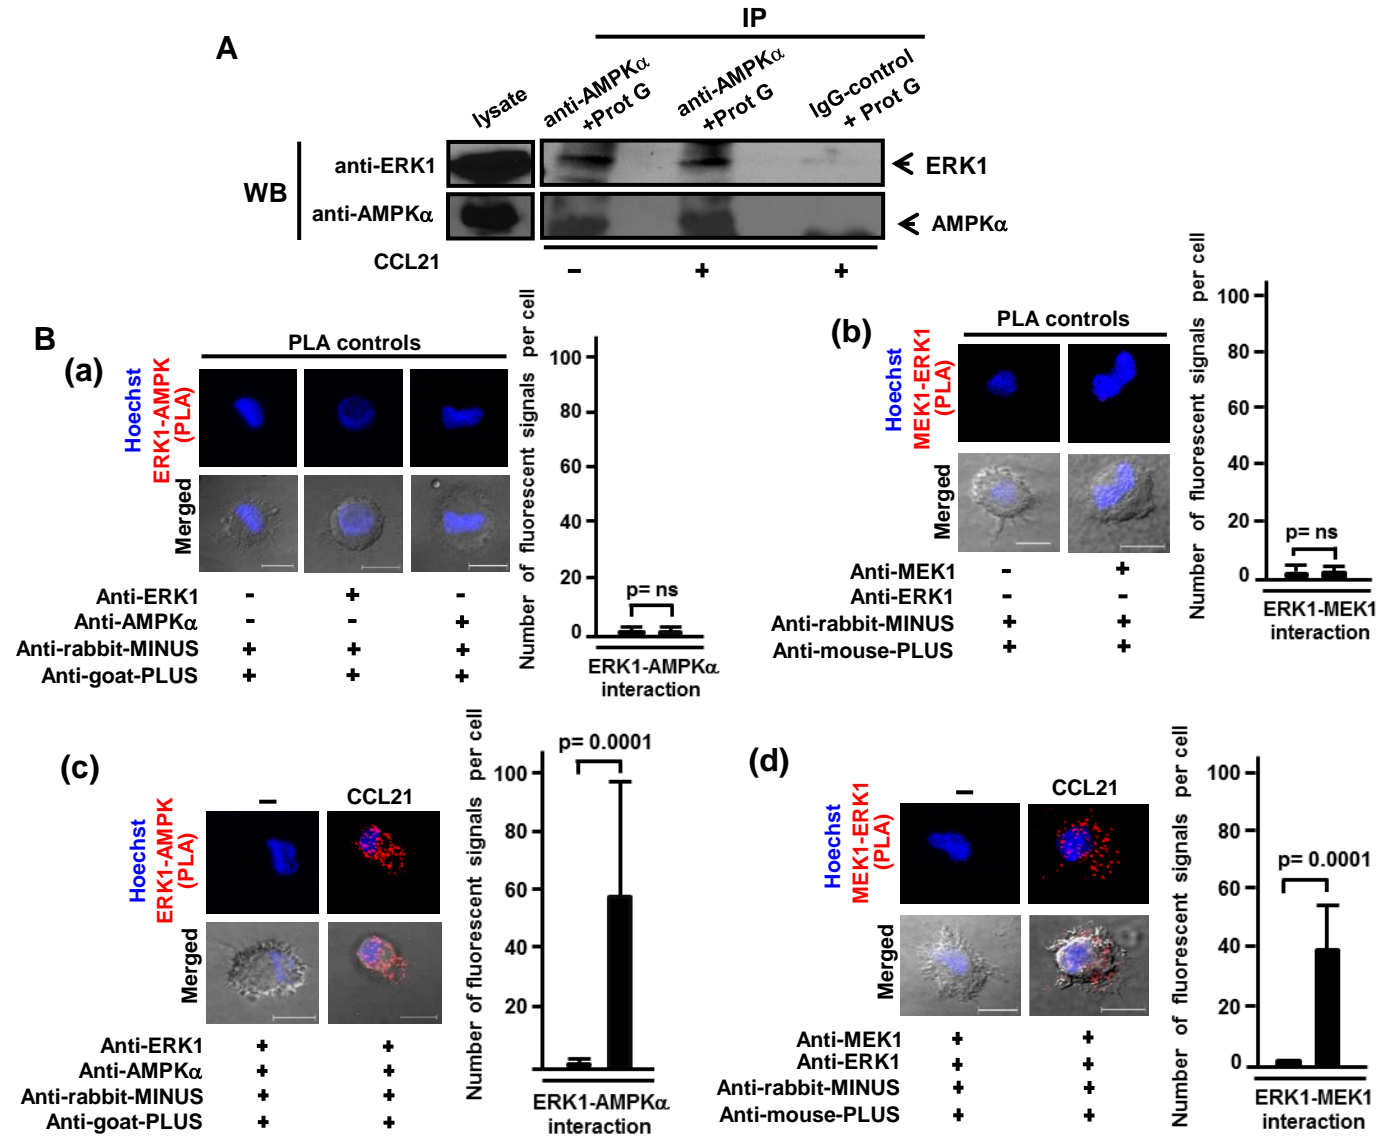 A
IP
lysate
anti-AMPKα
+Prot G
anti-AMPKα
+Prot G
IgG-control
+ Prot G
WB
anti-ERK1
ERK1
anti-AMPKα
AMPKα
CCL21
− + +
B
(a)
PLA controls
Hoechst
ERK1-AMPK
(PLA)
Merged
Anti-ERK1 - + -
Anti-AMPKα - - +
Anti-rabbit-MINUS + + +
Anti-goat-PLUS + + +
Number of fluorescent signals per cell
100
80
60
40
20
0
p= ns
ERK1-AMPKα
interaction
(b)
PLA controls
Hoechst
MEK1-ERK1
(PLA)
Merged
Anti-MEK1 - +
Anti-ERK1 - -
Anti-rabbit-MINUS + +
Anti-mouse-PLUS + +
Number of fluorescent signals per cell
100
80
60
40
20
0
p= ns
ERK1-MEK1
interaction
(c)
− CCL21
Hoechst
ERK1-AMPK
(PLA)
Merged
Anti-ERK1 + +
Anti-AMPKα + +
Anti-rabbit-MINUS + +
Anti-goat-PLUS + +
Number of fluorescent signals per cell
p= 0.0001
100
80
60
40
20
ERK1-AMPKα
interaction
(d)
− CCL21
Hoechst
MEK1-ERK1
(PLA)
Merged
Anti-MEK1 + +
Anti-ERK1 + +
Anti-rabbit-MINUS + +
Anti-mouse-PLUS + +
Number of fluorescent signals per cell
100
80
60
40
20
0
p= 0.0001
ERK1-MEK1
interaction